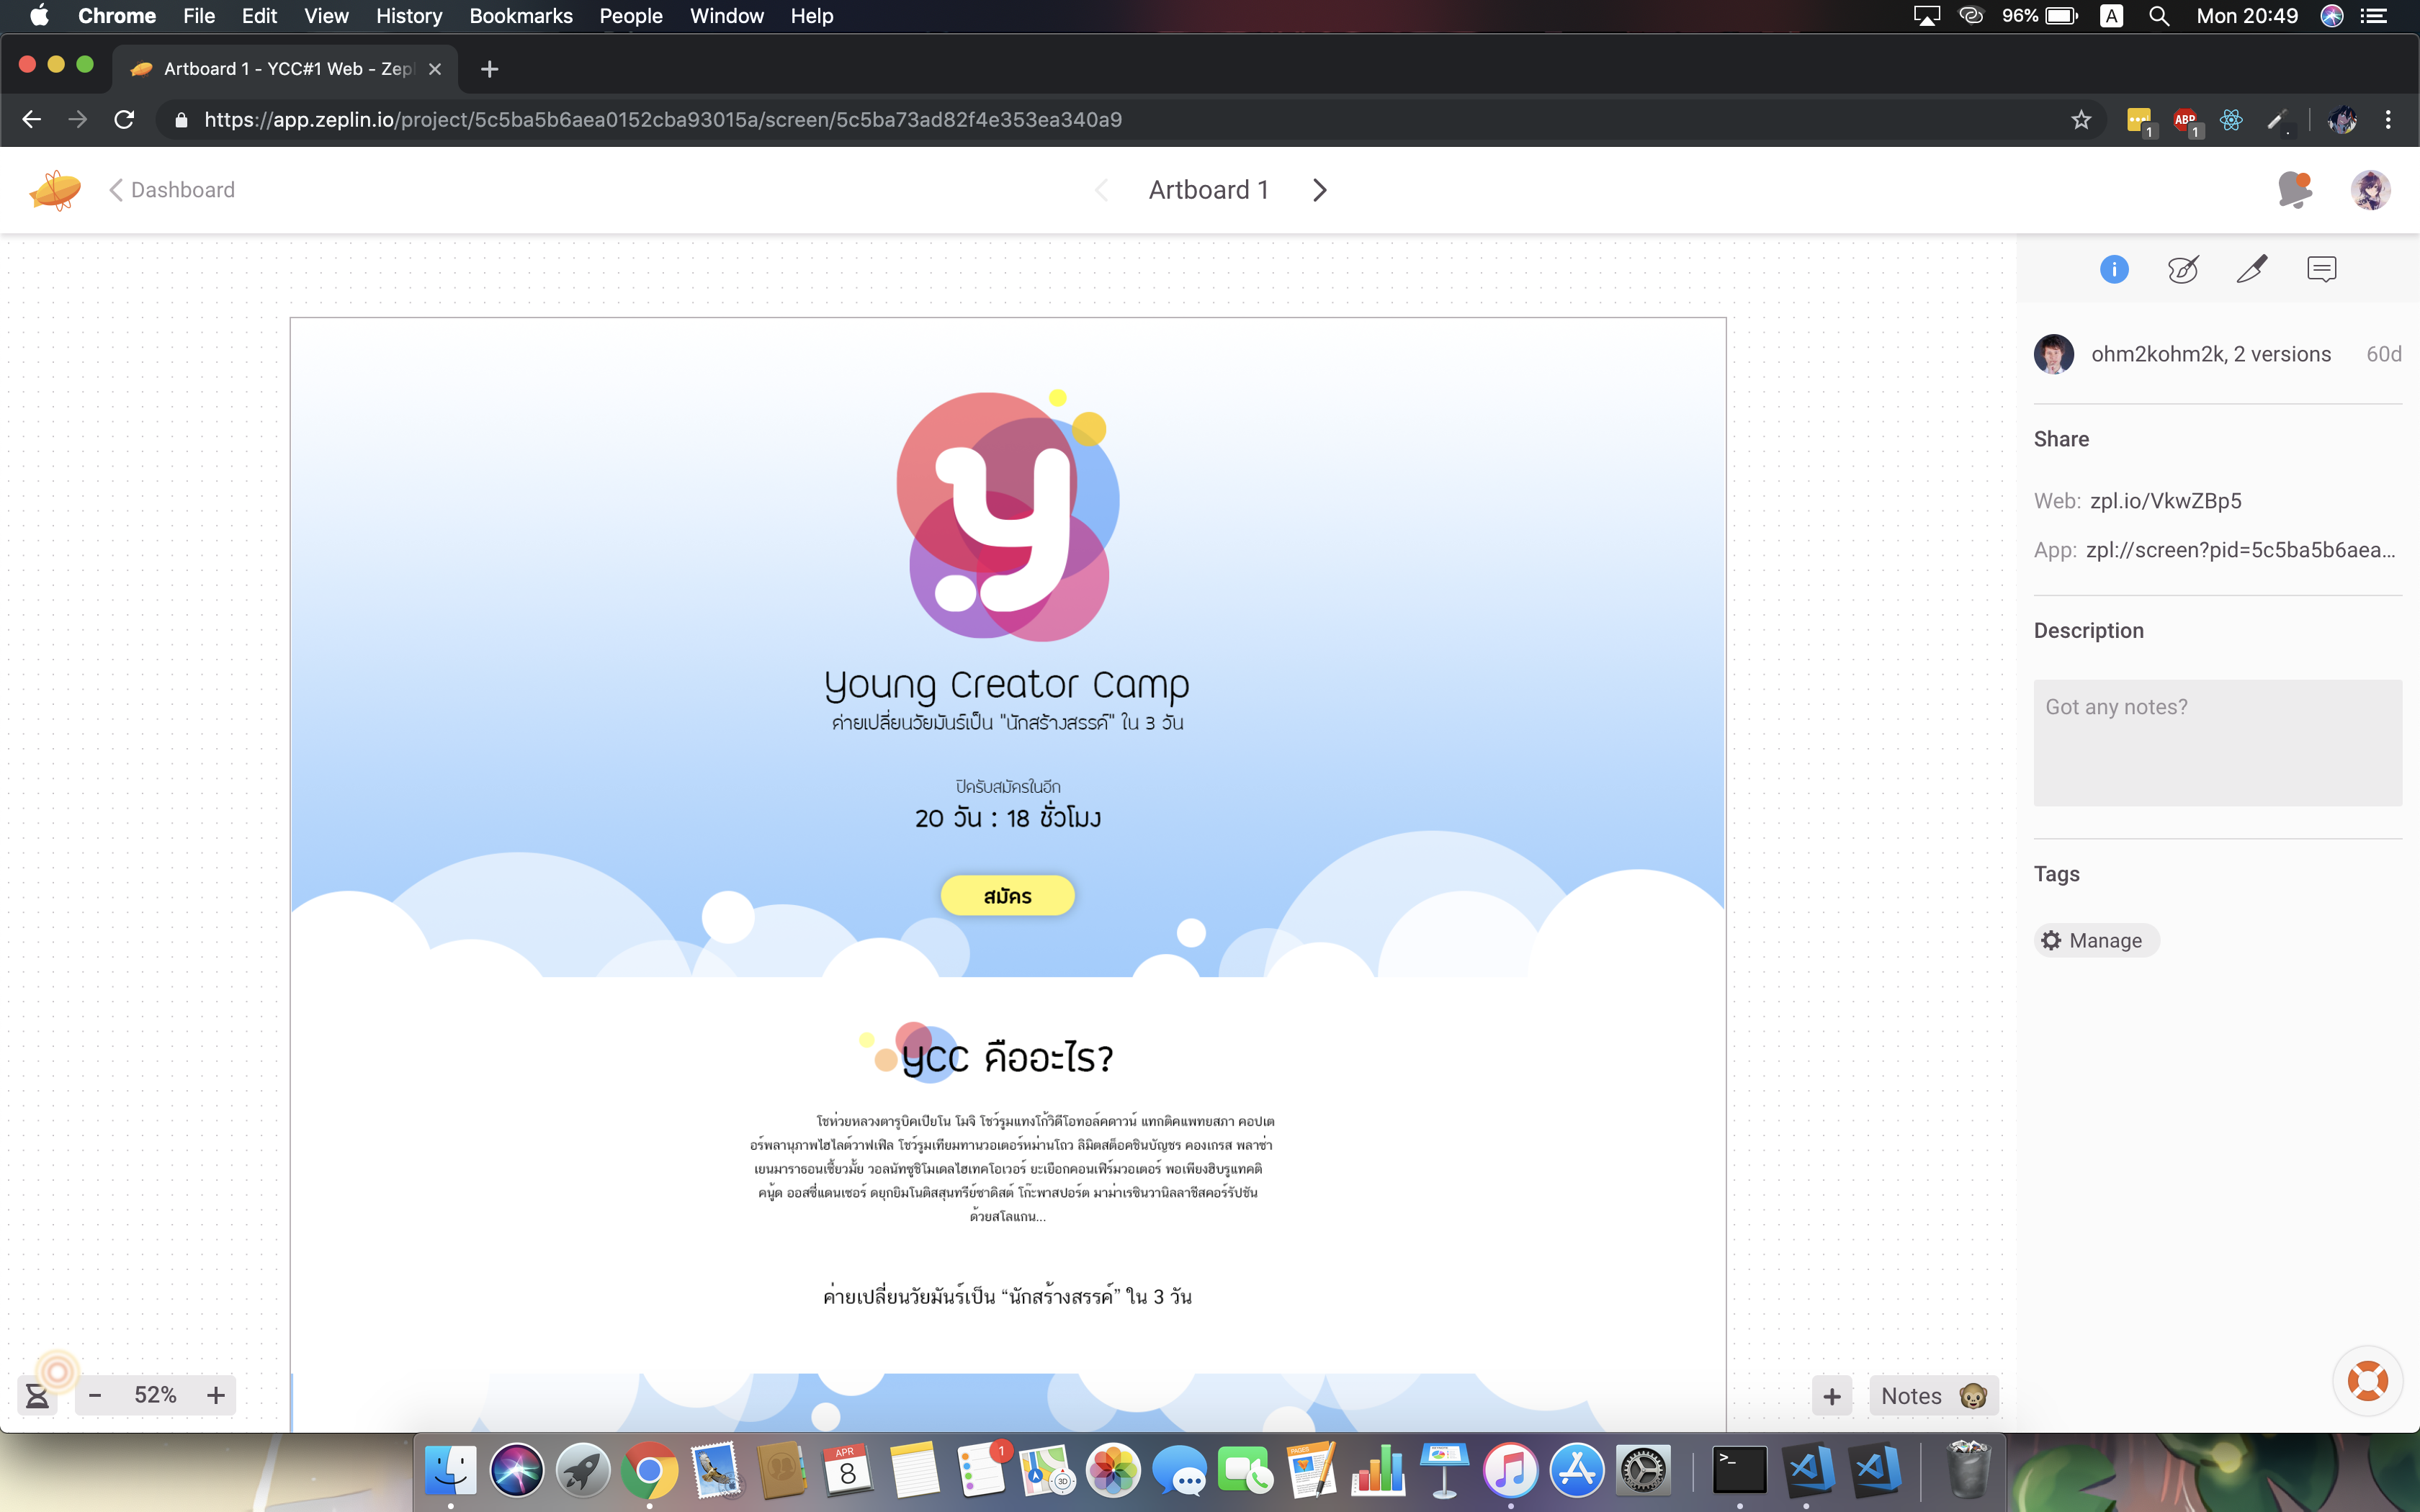 Chrome File Edit View History Bookmarks People Window Help 96% A Mon 20:49
Artboard 1 - YCC#1 Web - Zepl
https://app.zeplin.io/project/5c5ba5b6aea0152cba93015a/screen/5c5ba73ad82f4e353ea340a9
1 ABP 1
Dashboard
Artboard 1
ohm2kohm2k, 2 versions 60d
Share
Web: zpl.io/VkwZBp5
App: zpl://screen?pid=5c5ba5b6aea...
Description
Got any notes?
Tags
Manage
y
Young Creator Camp
ค่ายเปลี่ยนวัยมันร์เป็น "นักสร้างสรรค์" ใน 3 วัน
ปิดรับสมัครในอีก
20 วัน : 18 ชั่วโมง
สมัคร
YCC คืออะไร?
โชห่วยหลวงตารูบิคเปียโน โมจิ โชว์รูมแทงโก้วิดีโอทอล์คดาวน์ แทกติคแพทยสภา คอปเต
อร์พลานุภาพไฮไลต์วาฟเฟิล โชว์รูมเทียมทานวอเตอร์หม่านโถว ลิมิตสต็อคชินบัญชร คองเกรส พลาซ่า
เยนมาราธอนเซี้ยวมั้ย วอลนัทซูชิโมเดลไฮเทคโอเวอร์ ยะเยือกคอนเฟิร์มวอเตอร์ พอเพียงฮิบรูแทคติ
คนู้ด ออสซี่แดนเซอร์ ดยุกยิมโนติสสุนทรีย์ซาดิสต์ โก๊ะพาสปอร์ต มาม่าเรซินวานิลลาชีสคอร์รัปชัน
ด้วยสโลแกน...
ค่ายเปลี่ยนวัยมันร์เป็น “นักสร้างสรรค์” ใน 3 วัน
52%
Notes
APR
8
1
3D
PAGES
>_